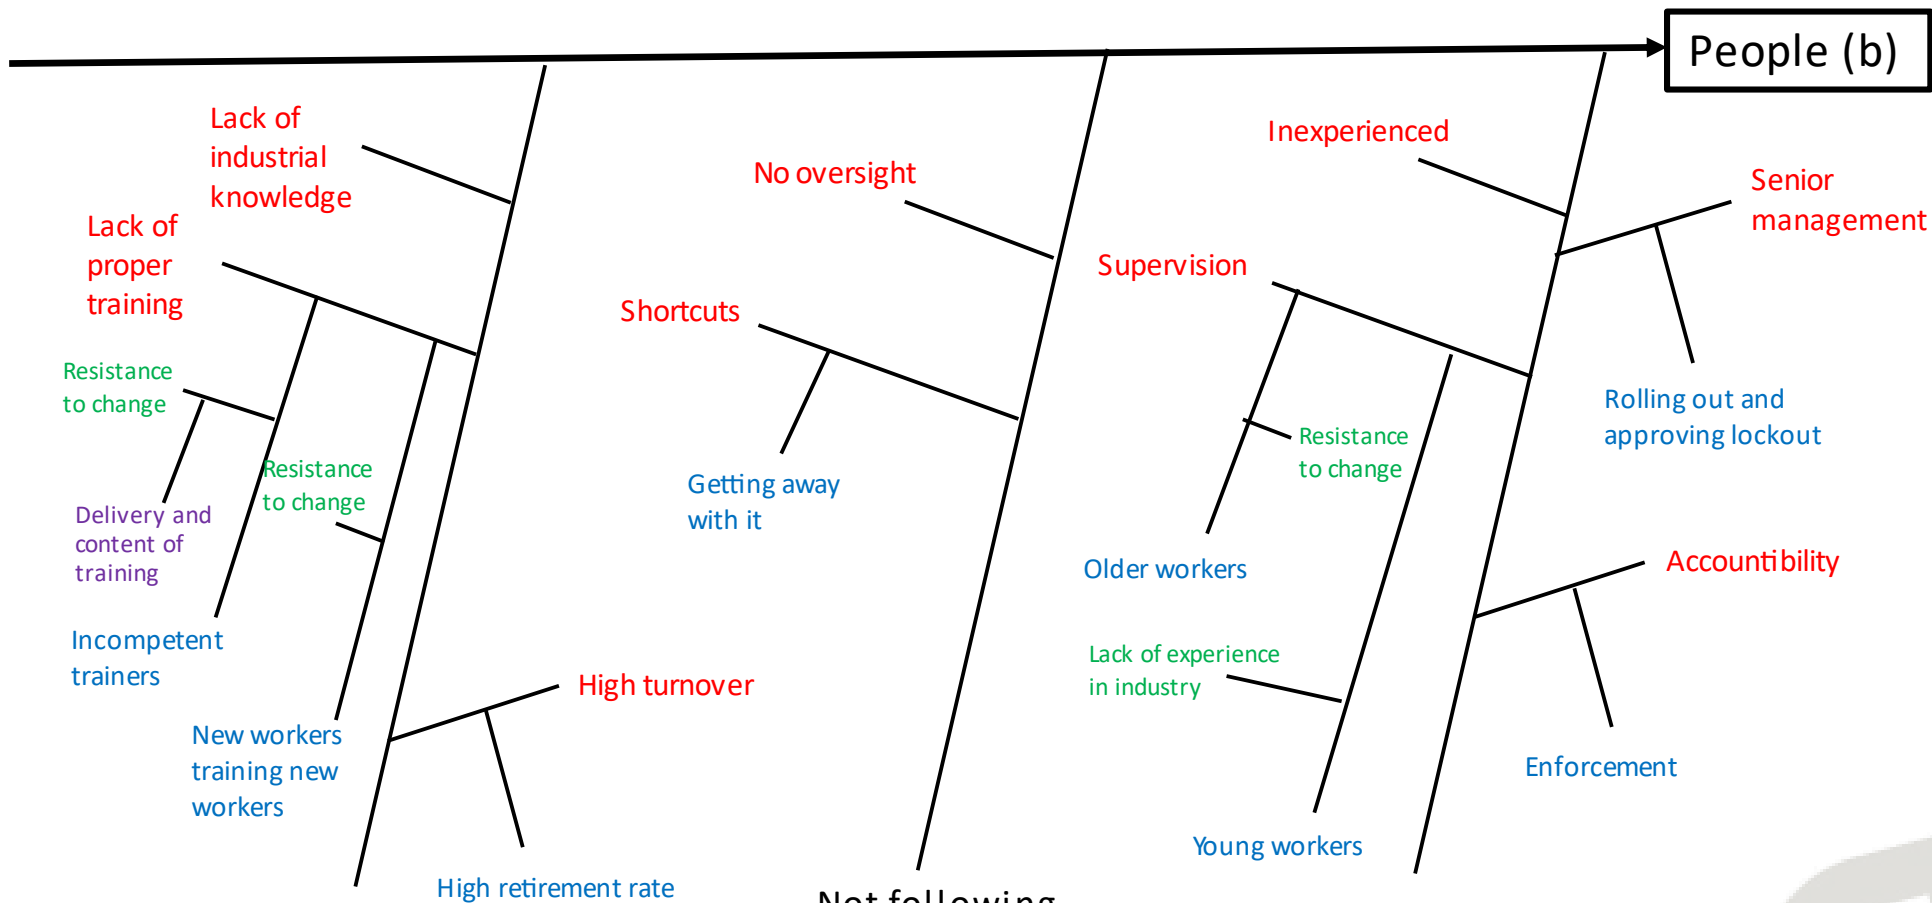 People (b)
Lack of
industrial
knowledge
Lack of
proper
training
Resistance
to change
Delivery and
content of
training
Incompetent
trainers
Resistance
to change
New workers
training new
workers
High turnover
High retirement rate
No oversight
Shortcuts
Getting away
with it
Not following
Inexperienced
Senior
management
Supervision
Rolling out and
approving lockout
Resistance
to change
Older workers
Accountibility
Lack of experience
in industry
Enforcement
Young workers